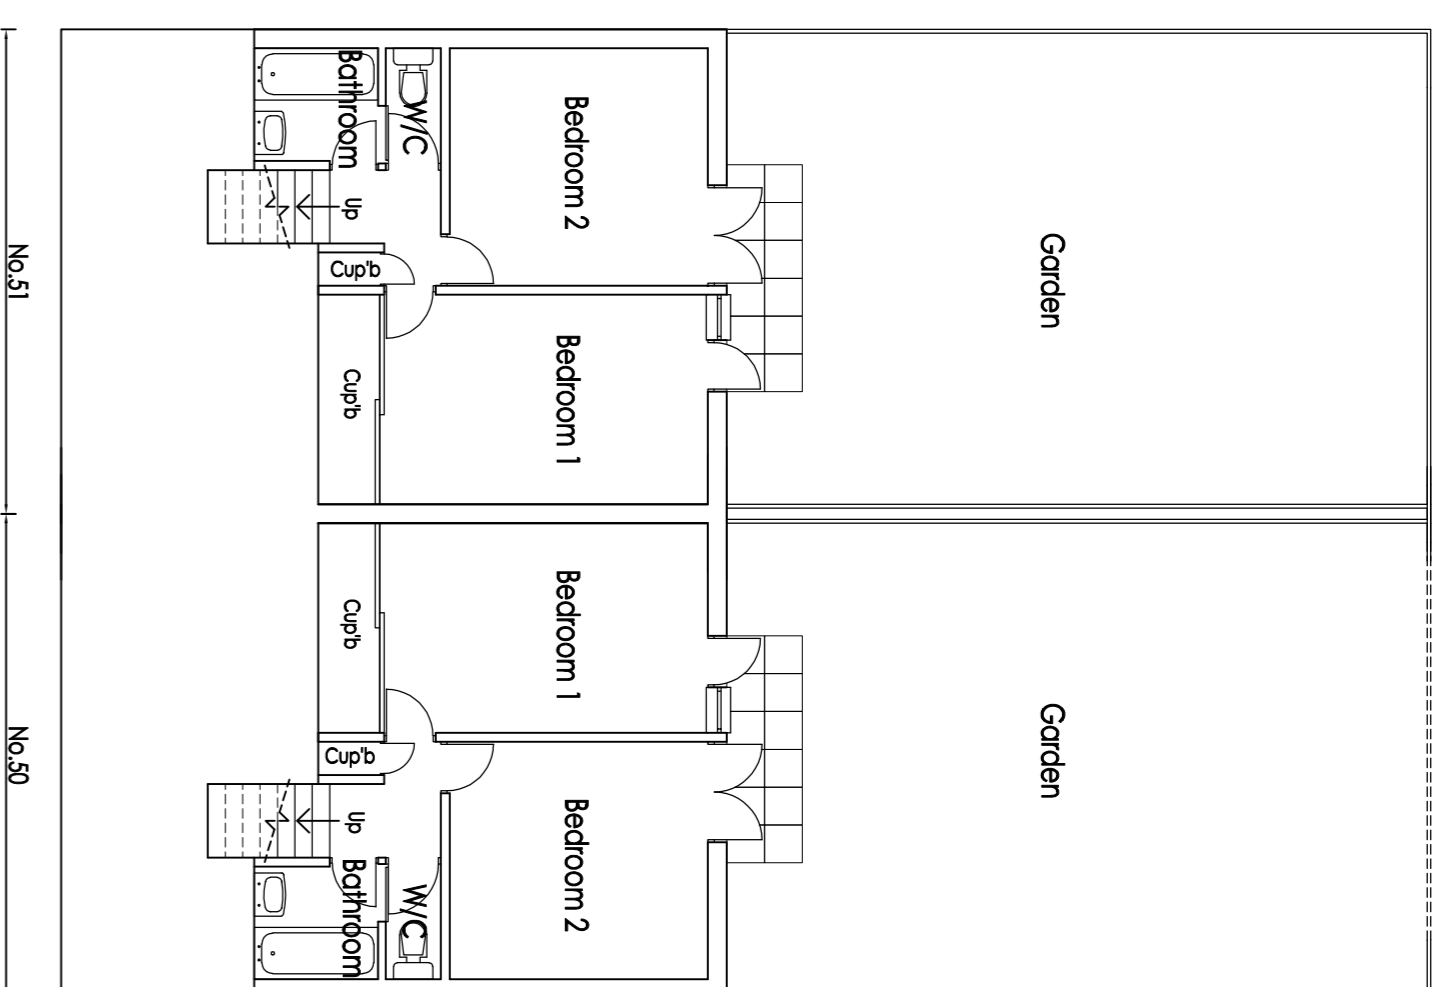 Bathroom
W/C
Bedroom 2
Up
Cup'b
No.51
Garden
Cup'b
Bedroom 1
Cup'b
Bedroom 1
Garden
No.50
Cup'b
Up
Bedroom 2
Bathroom
W/C